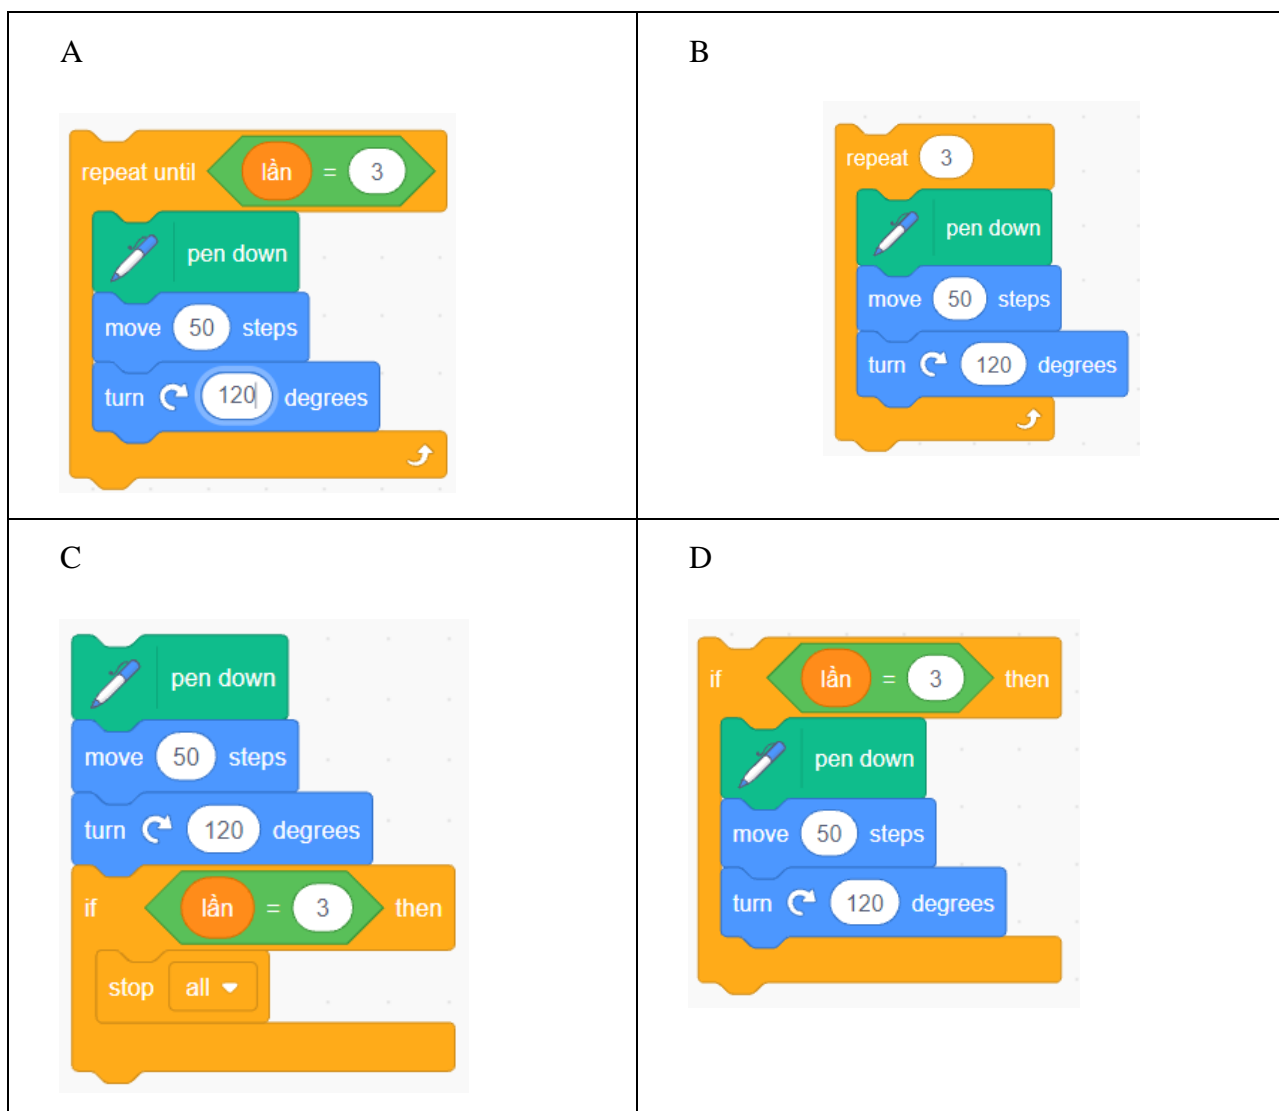 A
repeat until lần = 3
pen down
move 50 steps
turn 120 degrees
B
repeat 3
pen down
move 50 steps
turn 120 degrees
C
pen down
move 50 steps
turn 120 degrees
if lần = 3 then
stop all
D
if lần = 3 then
pen down
move 50 steps
turn 120 degrees